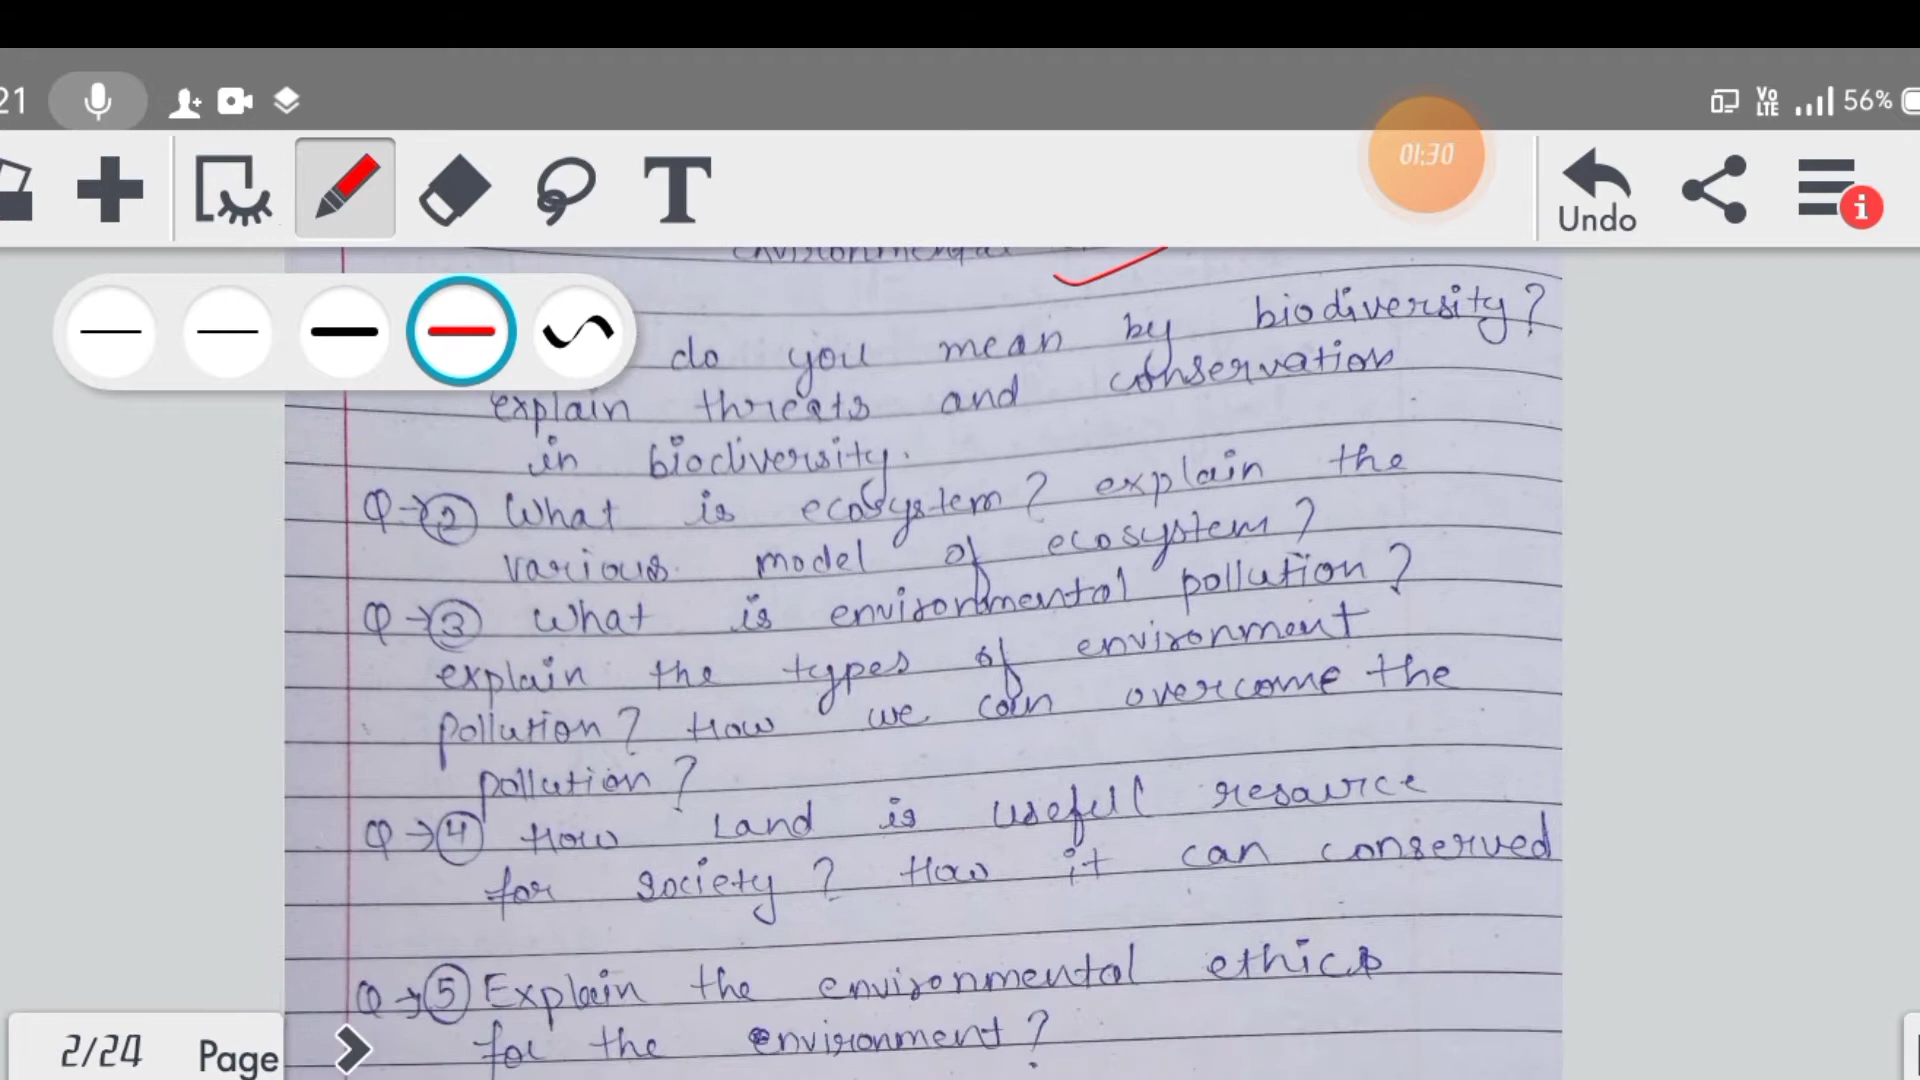 21
56%
Vo
LTE
T
01:30
Undo
i
environmental
do you mean by biodiversity?
explain threats and conservation
in biodiversity.
Q→② What is ecosystem? explain the
various model of ecosystem?
Q→③ What is environmental pollution?
explain the types of environment
pollution? How we can overcome the
pollution?
Q→④ How Land is usefull resource
for society? How it can conserved
Q→⑤ Explain the environmental ethics
for the environment?
2/24 Page